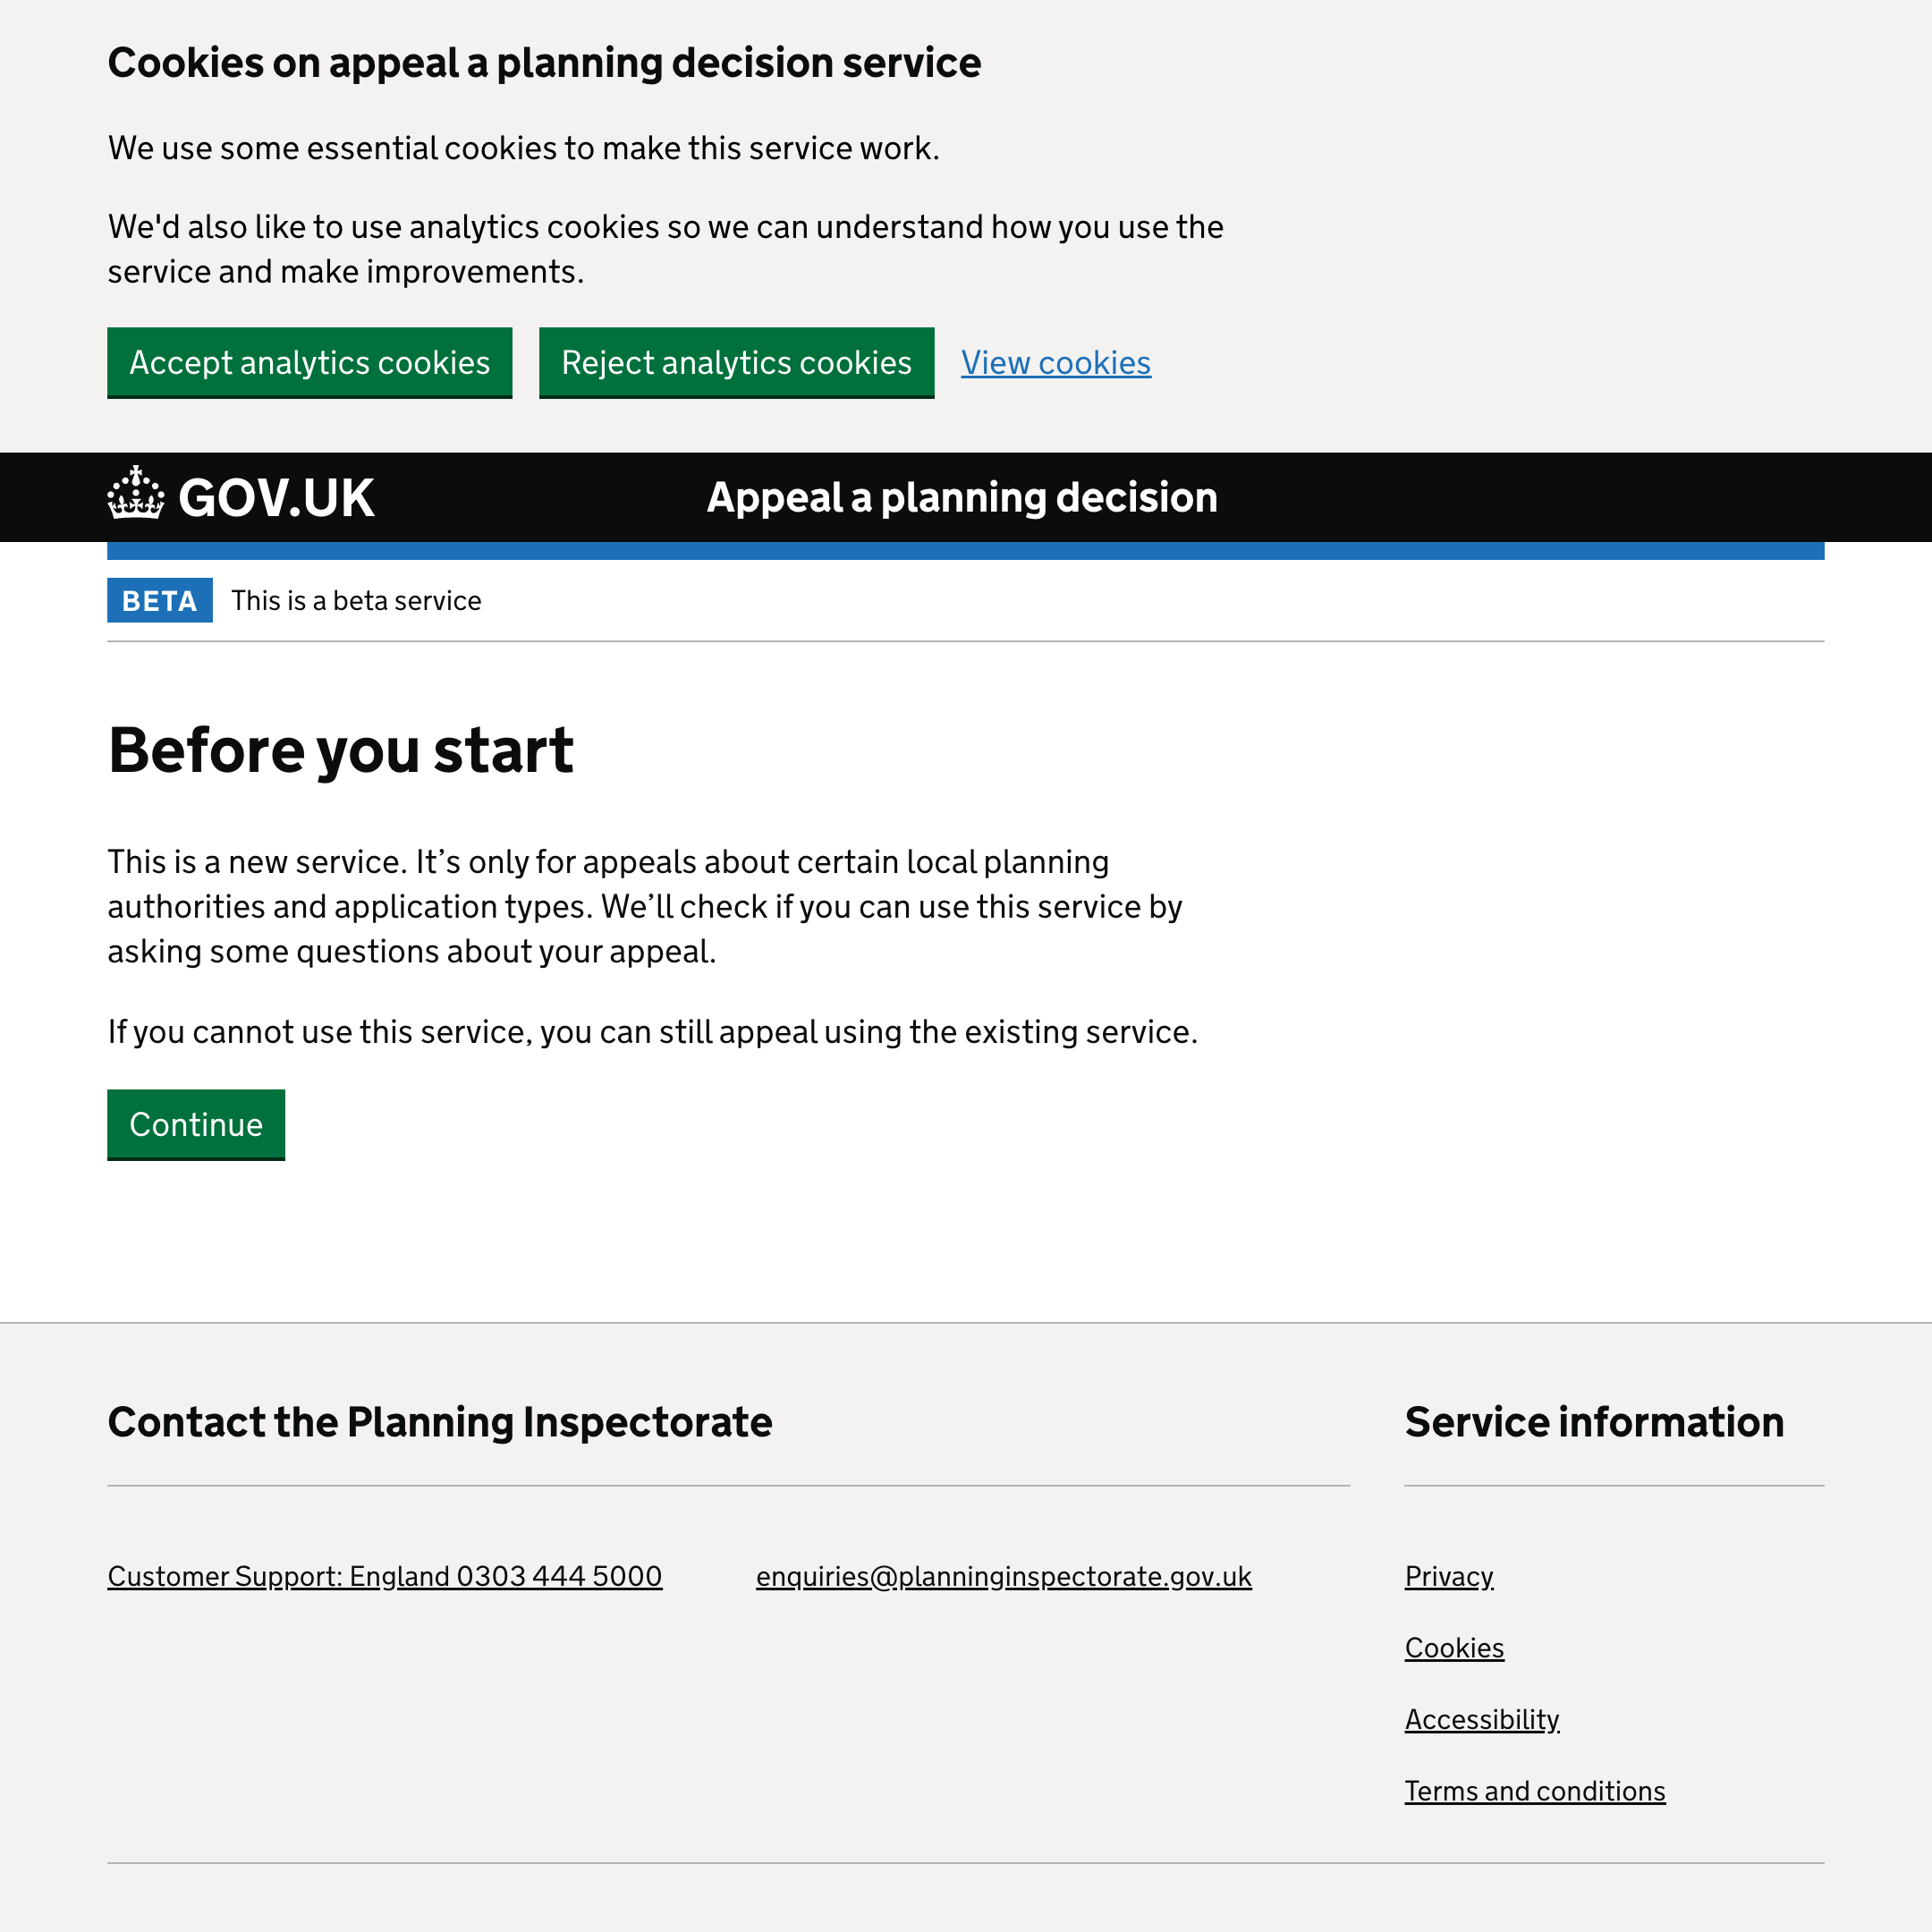 Cookies on appeal a planning decision service
We use some essential cookies to make this service work.
We'd also like to use analytics cookies so we can understand how you use the
service and make improvements.
Accept analytics cookies
Reject analytics cookies
View cookies
GOV.UK
Appeal a planning decision
BETA
This is a beta service
Before you start
This is a new service. It’s only for appeals about certain local planning
authorities and application types. We’ll check if you can use this service by
asking some questions about your appeal.
If you cannot use this service, you can still appeal using the existing service.
Continue
Contact the Planning Inspectorate
Customer Support: England 0303 444 5000
enquiries@planninginspectorate.gov.uk
Service information
Privacy
Cookies
Accessibility
Terms and conditions